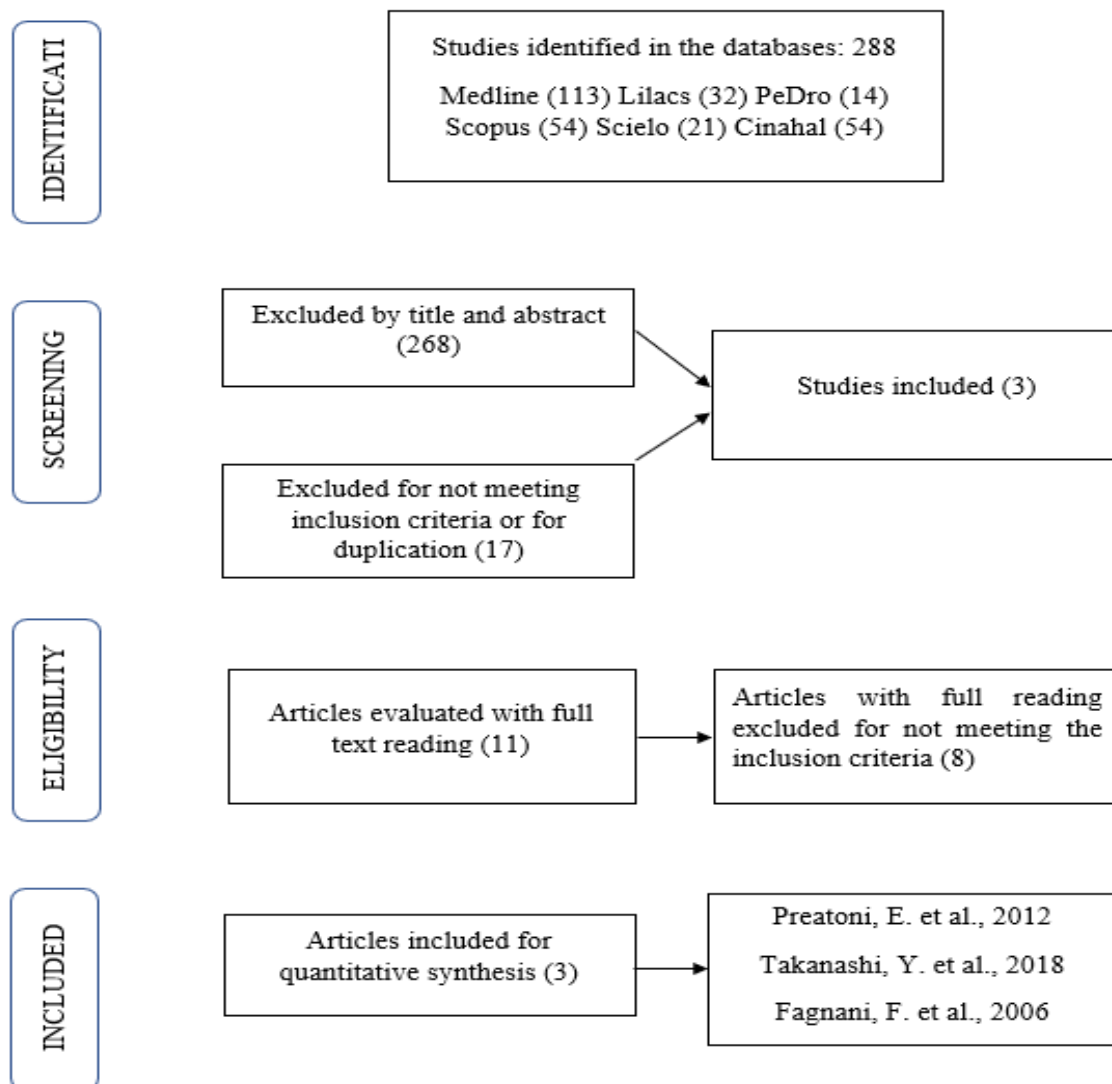 IDENTIFICATI
Studies identified in the databases: 288
Medline (113) Lilacs (32) PeDro (14)
Scopus (54) Scielo (21) Cinahal (54)
SCREENING
Excluded by title and abstract
(268)
Studies included (3)
Excluded for not meeting
inclusion criteria or for
duplication (17)
ELIGIBILITY
Articles evaluated with full
text reading (11)
Articles with full reading
excluded for not meeting the
inclusion criteria (8)
INCLUDED
Articles included for
quantitative synthesis (3)
Preatoni, E. et al., 2012
Takanashi, Y. et al., 2018
Fagnani, F. et al., 2006